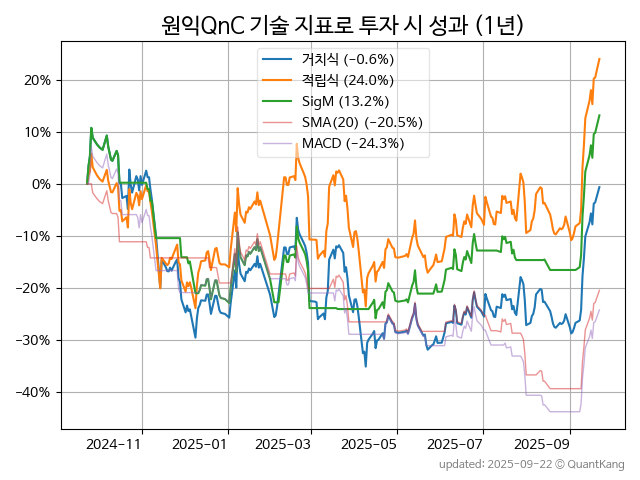 원익QnC 기술 지표로 투자 시 성과 (1년)
거치식 (−0.6%)
적립식 (24.0%)
SigM (13.2%)
SMA(20) (−20.5%)
MACD (−24.3%)
20%
10%
0%
−10%
−20%
−30%
−40%
2024-11
2025-01
2025-03
2025-05
2025-07
2025-09
updated: 2025-09-22 © QuantKang